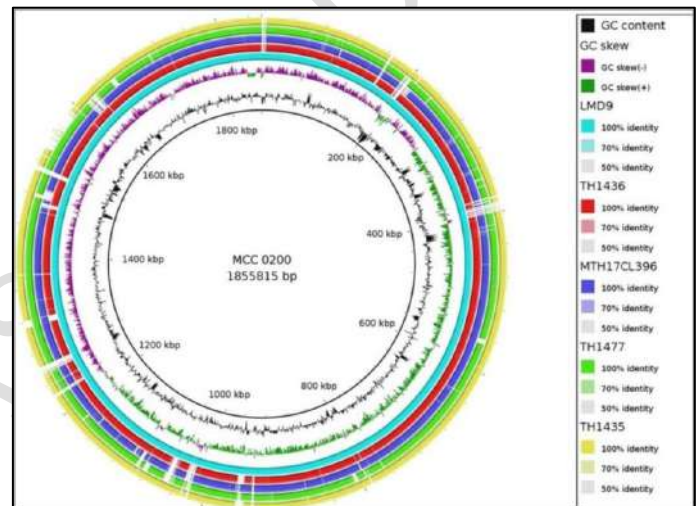 1800 kbp
200 kbp
400 kbp
600 kbp
800 kbp
1000 kbp
1200 kbp
1400 kbp
1600 kbp
MCC 0200
1855815 bp
GC content
GC skew
GC skew(-)
GC skew(+)
LMD9
100% identity
70% identity
50% identity
TH1436
100% identity
70% identity
50% identity
MTH17CL396
100% identity
70% identity
50% identity
TH1477
100% identity
70% identity
50% identity
TH1435
100% identity
70% identity
50% identity